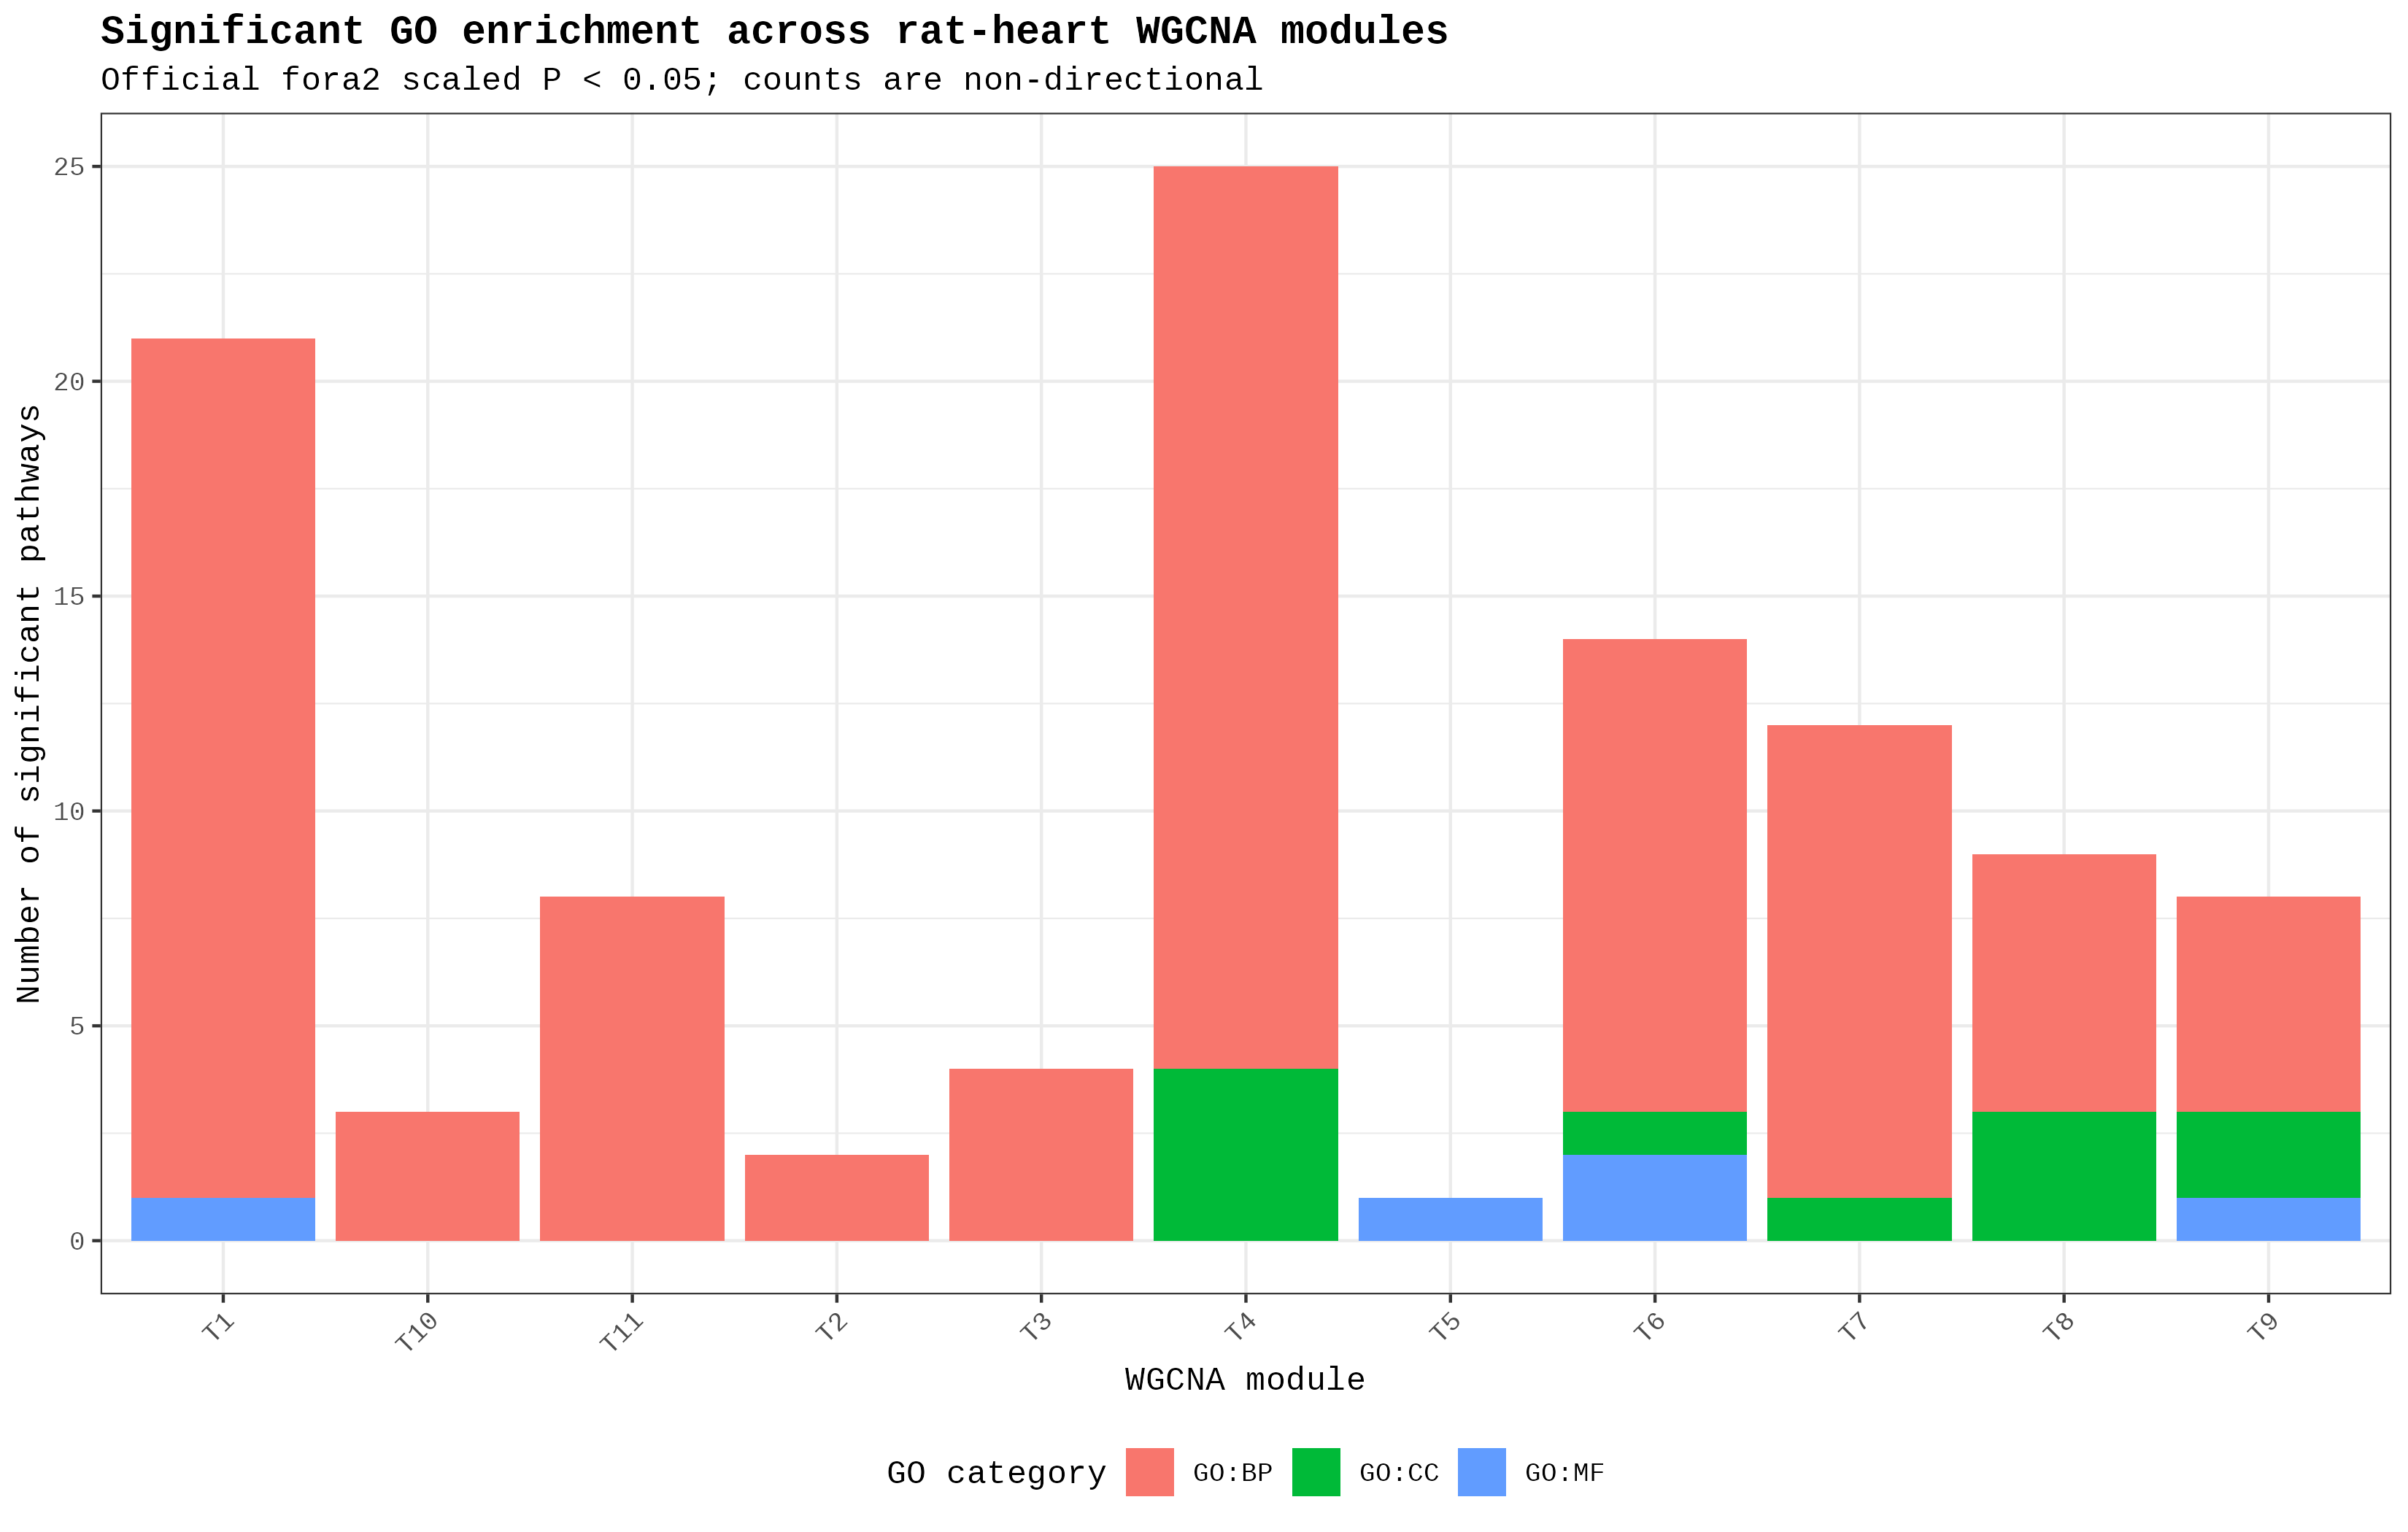 Significant GO enrichment across rat-heart WGCNA modules
Official fora2 scaled P < 0.05; counts are non-directional
Number of significant pathways
25
20
15
10
5
0
T1 T10 T11 T2 T3 T4 T5 T6 T7 T8 T9
WGCNA module
GO category GO:BP GO:CC GO:MF